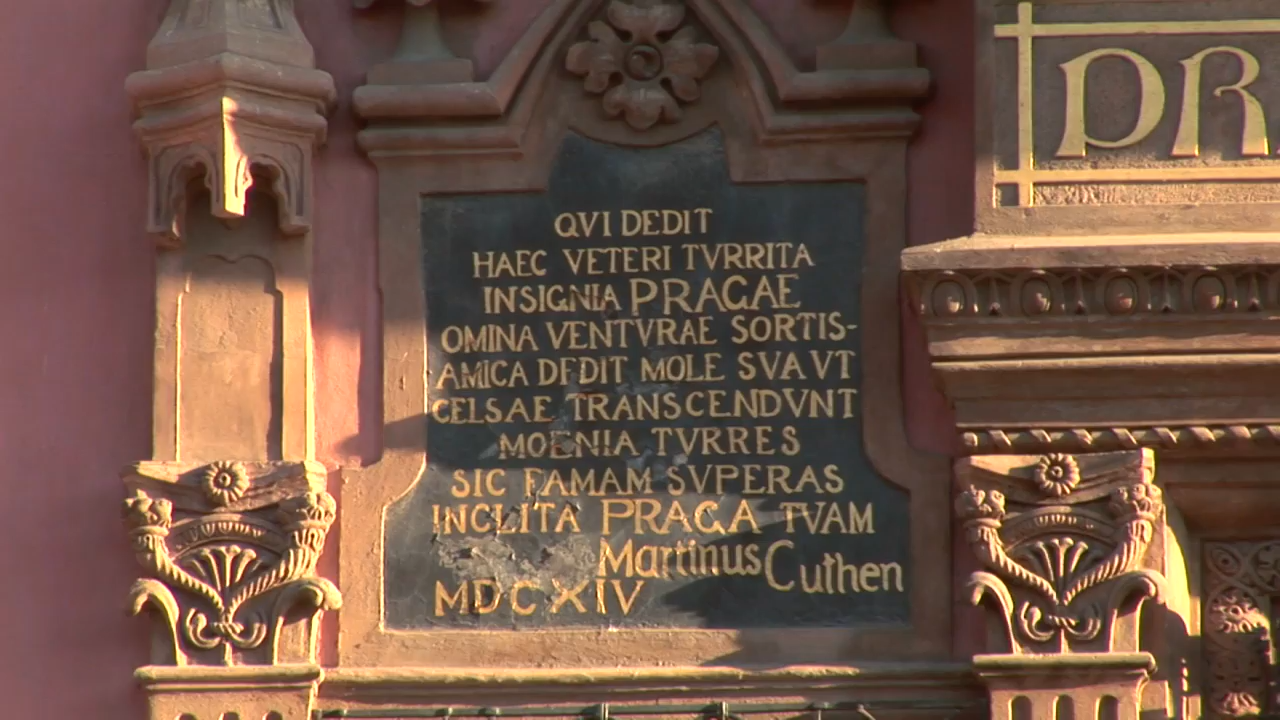 QVI DEDIT
HAEC VETERI TVRRITA
INSIGNIA PRAGAE
OMINA VENTVRAE SORTIS-
AMICA DEDIT MOLE SVA VT
CELSAE TRANSCENDVNT
MOENIA TVRRES
SIC FAMAM SVPERAS
INCLITA PRAGA TVAM
Martinus Cuthen
MDCXIV
PR